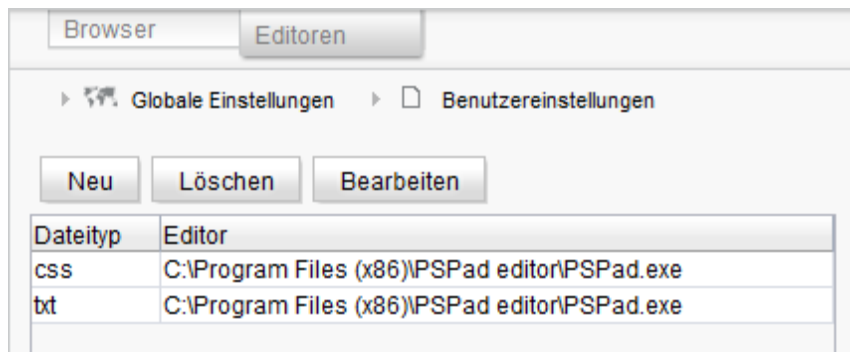 Browser Editoren
Globale Einstellungen Benutzereinstellungen
Neu Löschen Bearbeiten
Dateityp Editor
css C:\Program Files (x86)\PSPad editor\PSPad.exe
txt C:\Program Files (x86)\PSPad editor\PSPad.exe